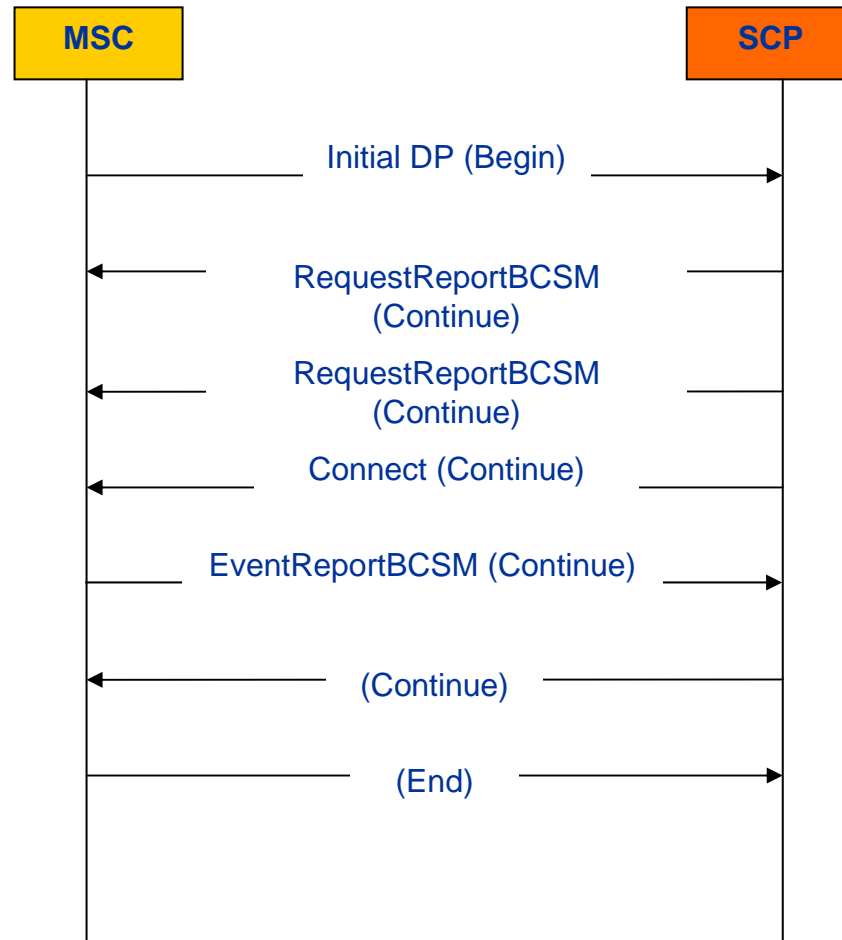 MSC
SCP
Initial DP (Begin)
RequestReportBCSM
(Continue)
RequestReportBCSM
(Continue)
Connect (Continue)
EventReportBCSM (Continue)
(Continue)
(End)